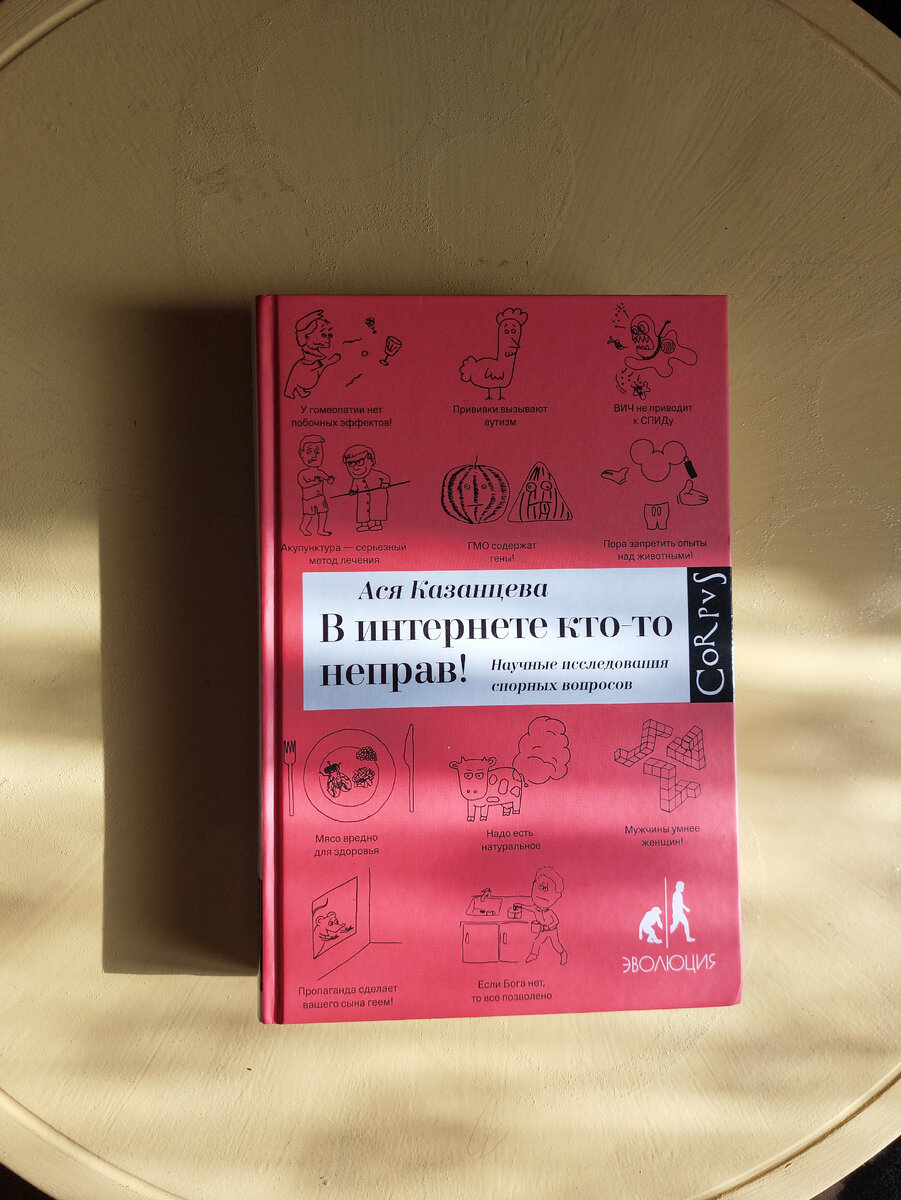 У гомеопатии нет
побочных эффектов!
Прививки вызывают
аутизм
ВИЧ не приводит
к СПИДу
Акупунктура — серьезный
метод лечения
ГМО содержат
гены!
Пора запретить опыты
над животными!
Ася Казанцева
В интернете кто-то
неправ!
Научные исследования
спорных вопросов
CORPVS
Мясо вредно
для здоровья
Надо есть
натуральное
Мужчины умнее
женщин!
Пропаганда сделает
вашего сына геем!
Если Бога нет,
то все позволено
ЭВОЛЮЦИЯ